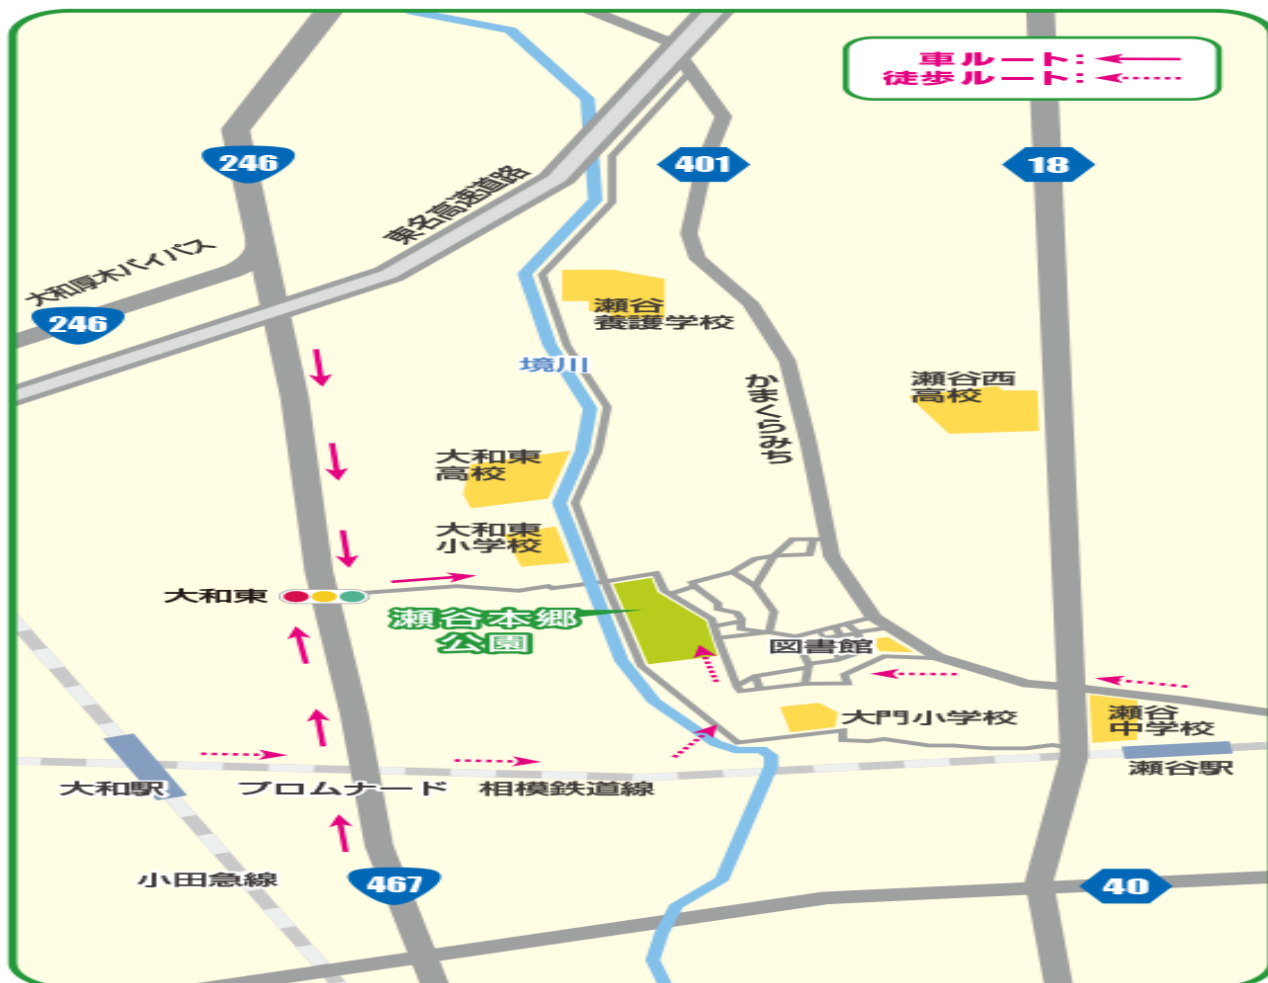 車ルート:
徒歩ルート:
246
401
18
東名高速道路
大和厚木バイパス
246
瀬谷
養護学校
境川
かまくらみち
瀬谷西
高校
大和東
高校
大和東
小学校
大和東
瀬谷本郷
公園
図書館
大門小学校
瀬谷
中学校
瀬谷駅
大和駅
プロムナード
相模鉄道線
小田急線
467
40